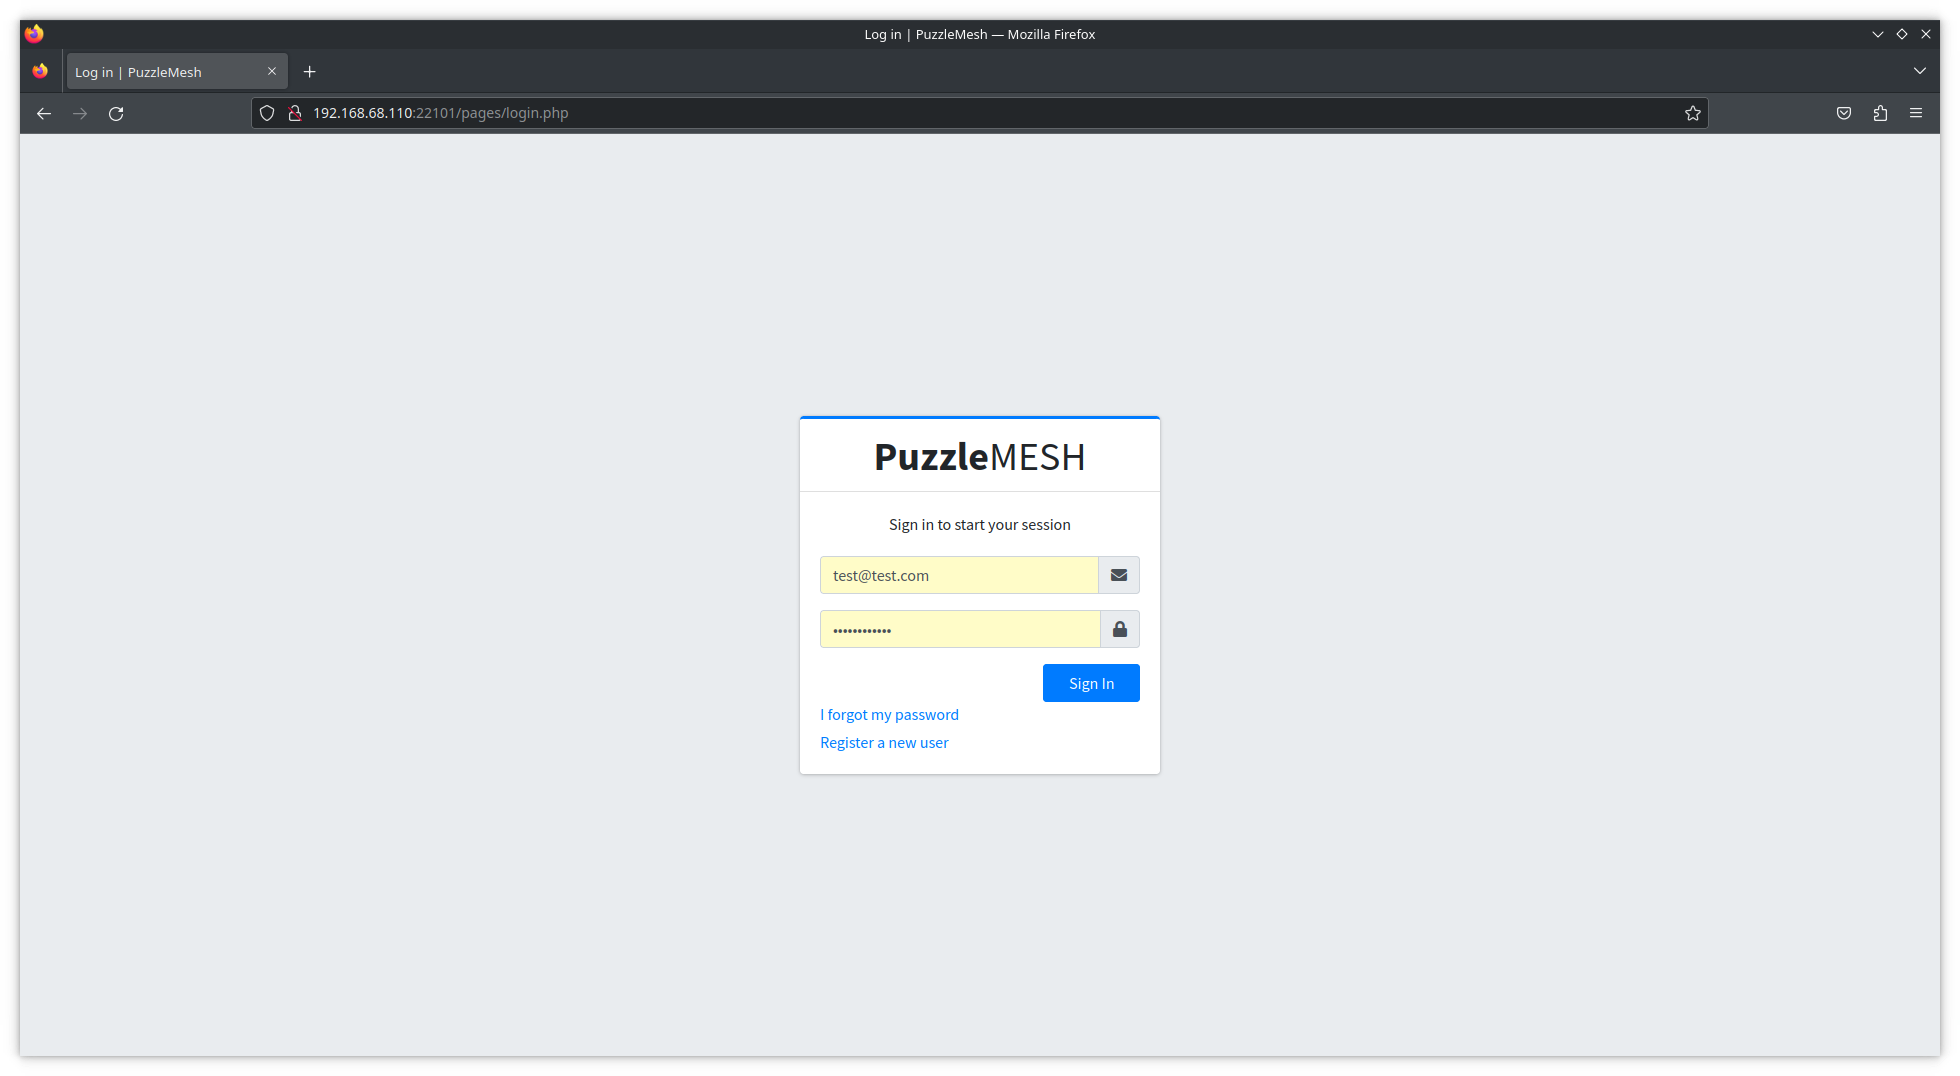 Log in | PuzzleMesh — Mozilla Firefox
Log in | PuzzleMesh
192.168.68.110:22101/pages/login.php
PuzzleMESH
Sign in to start your session
test@test.com
••••••••••••
Sign In
I forgot my password
Register a new user